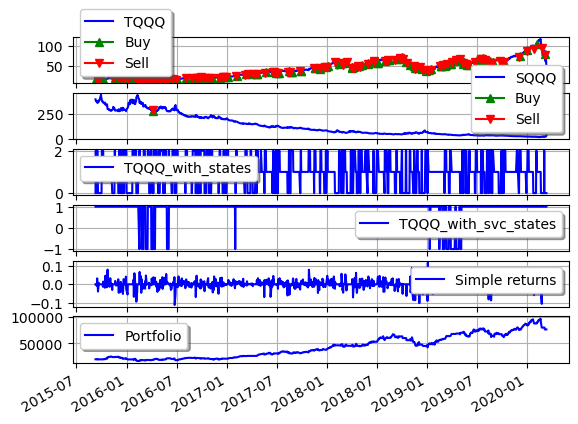 TQQQ
Buy
Sell
100
50
SQQQ
Buy
Sell
250
0
TQQQ_with_states
2
0
TQQQ_with_svc_states
1
0
−1
Simple returns
0.1
0.0
−0.1
Portfolio
100000
50000
2015-07 2016-01 2016-07 2017-01 2017-07 2018-01 2018-07 2019-01 2019-07 2020-01